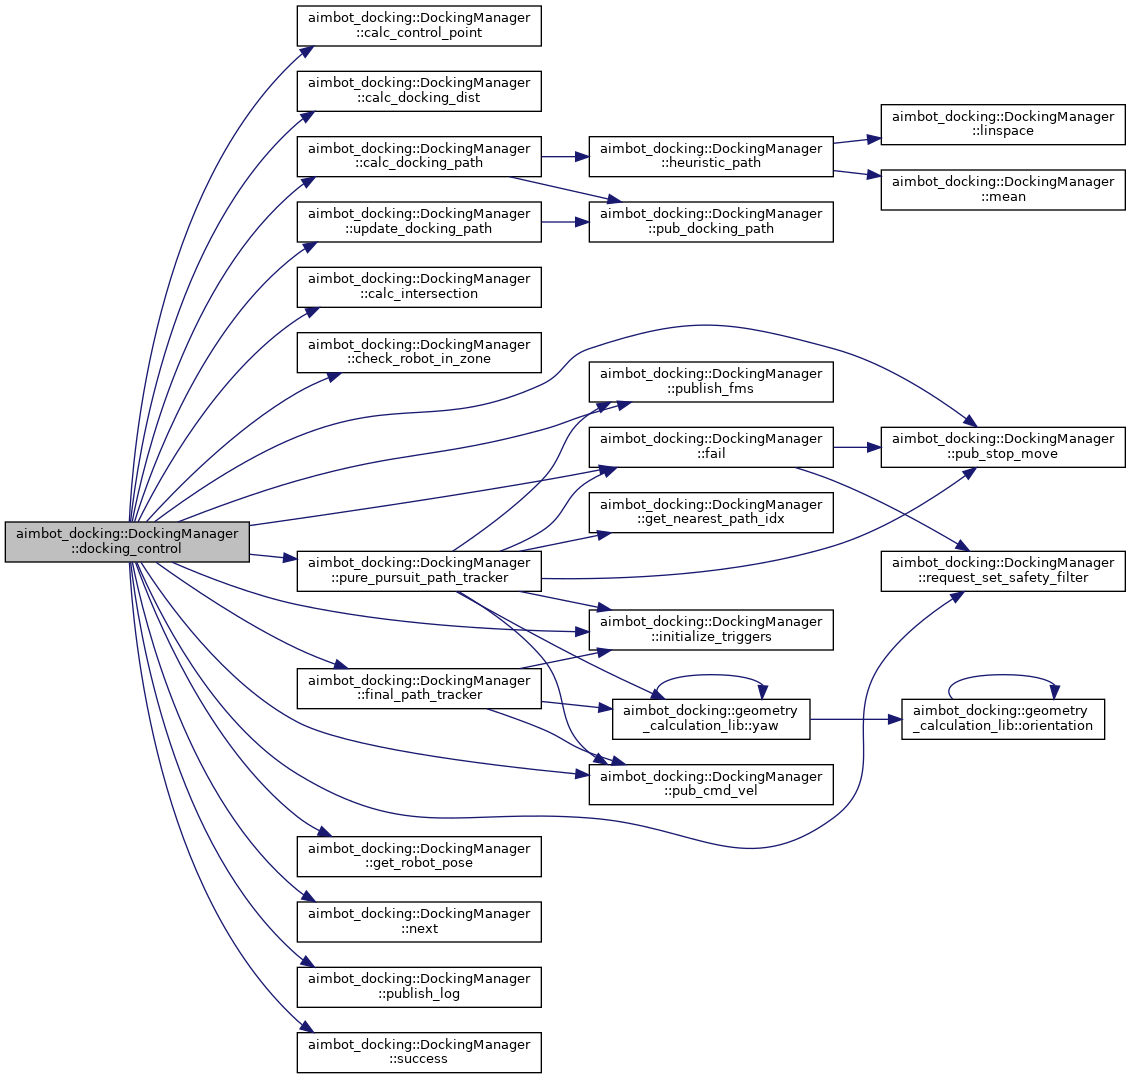 aimbot_docking::DockingManager
::docking_control
aimbot_docking::DockingManager
::calc_control_point
aimbot_docking::DockingManager
::calc_docking_dist
aimbot_docking::DockingManager
::calc_docking_path
aimbot_docking::DockingManager
::update_docking_path
aimbot_docking::DockingManager
::calc_intersection
aimbot_docking::DockingManager
::check_robot_in_zone
aimbot_docking::DockingManager
::pure_pursuit_path_tracker
aimbot_docking::DockingManager
::final_path_tracker
aimbot_docking::DockingManager
::get_robot_pose
aimbot_docking::DockingManager
::next
aimbot_docking::DockingManager
::publish_log
aimbot_docking::DockingManager
::success
aimbot_docking::DockingManager
::heuristic_path
aimbot_docking::DockingManager
::pub_docking_path
aimbot_docking::DockingManager
::publish_fms
aimbot_docking::DockingManager
::fail
aimbot_docking::DockingManager
::get_nearest_path_idx
aimbot_docking::DockingManager
::initialize_triggers
aimbot_docking::geometry
_calculation_lib::yaw
aimbot_docking::DockingManager
::pub_cmd_vel
aimbot_docking::DockingManager
::linspace
aimbot_docking::DockingManager
::mean
aimbot_docking::DockingManager
::pub_stop_move
aimbot_docking::DockingManager
::request_set_safety_filter
aimbot_docking::geometry
_calculation_lib::orientation